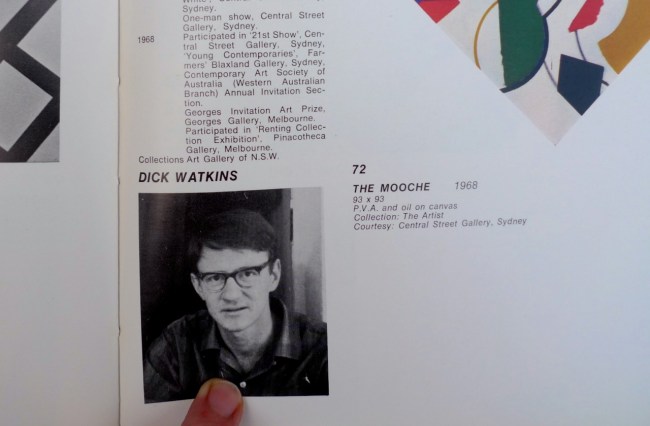 Sydney.
One-man show, Central Street
Gallery, Sydney.
1968 Participated in '21st Show', Cen-
tral Street Gallery, Sydney,
'Young Contemporaries', Far-
mers' Blaxland Gallery, Sydney,
Contemporary Art Society of
Australia (Western Australian
Branch) Annual Invitation Sec-
tion.
Georges Invitation Art Prize,
Georges Gallery, Melbourne.
Participated in 'Renting Collec-
tion Exhibition', Pinacotheca
Gallery, Melbourne.
Collections Art Gallery of N.S.W.
DICK WATKINS
72
THE MOOCHE 1968
93 x 93
P.V.A. and oil on canvas
Collection: The Artist
Courtesy: Central Street Gallery, Sydney